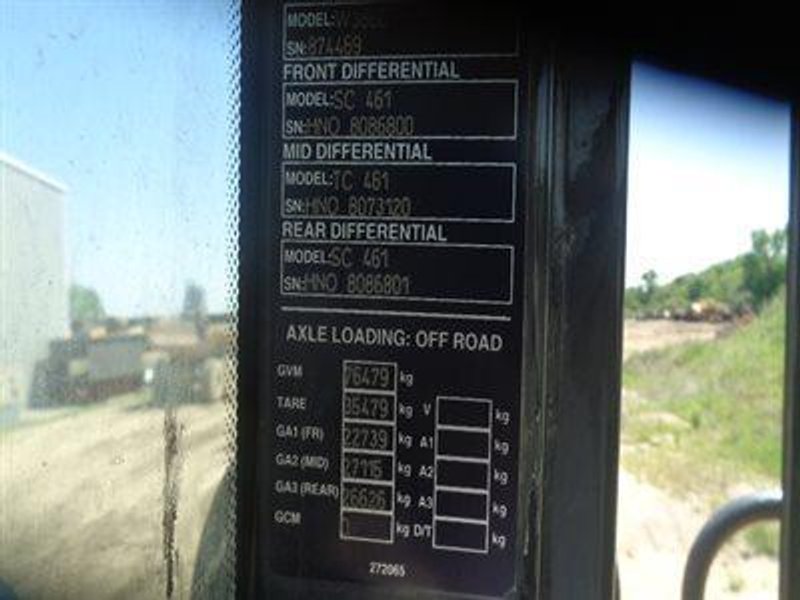 MODEL:
SN:874469
FRONT DIFFERENTIAL
MODEL:SC 461
SN:HNO 8086800
MID DIFFERENTIAL
MODEL:TC 461
SN:HNO 8073120
REAR DIFFERENTIAL
MODEL:SC 461
SN:HNO 8086801
AXLE LOADING: OFF ROAD
GVM 76479 kg
TARE 35479 kg V kg
GA1 (FR) 22739 kg A1 kg
GA2 (MID) 27115 kg A2 kg
GA3 (REAR) 26626 kg A3 kg
GCM kg D/T kg
272065